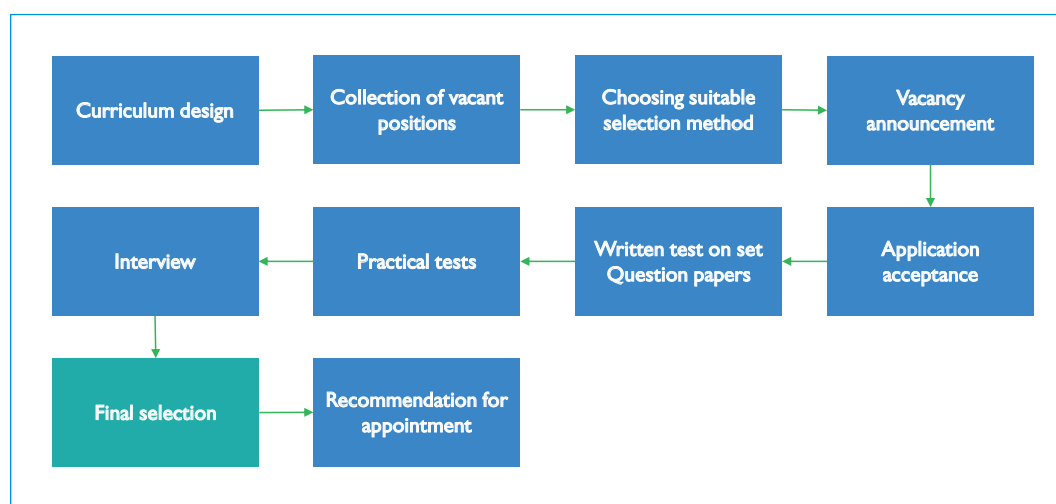 Curriculum design
Collection of vacant
positions
Choosing suitable
selection method
Vacancy
announcement
Application
acceptance
Written test on set
Question papers
Practical tests
Interview
Final selection
Recommendation for
appointment